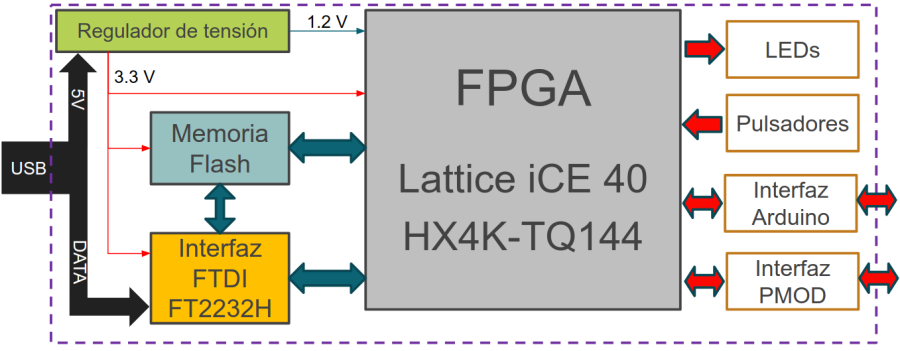 Regulador de tensión
1.2 V
3.3 V
5V
USB
DATA
Memoria
Flash
Interfaz
FTDI
FT2232H
FPGA
Lattice iCE 40
HX4K-TQ144
LEDs
Pulsadores
Interfaz
Arduino
Interfaz
PMOD